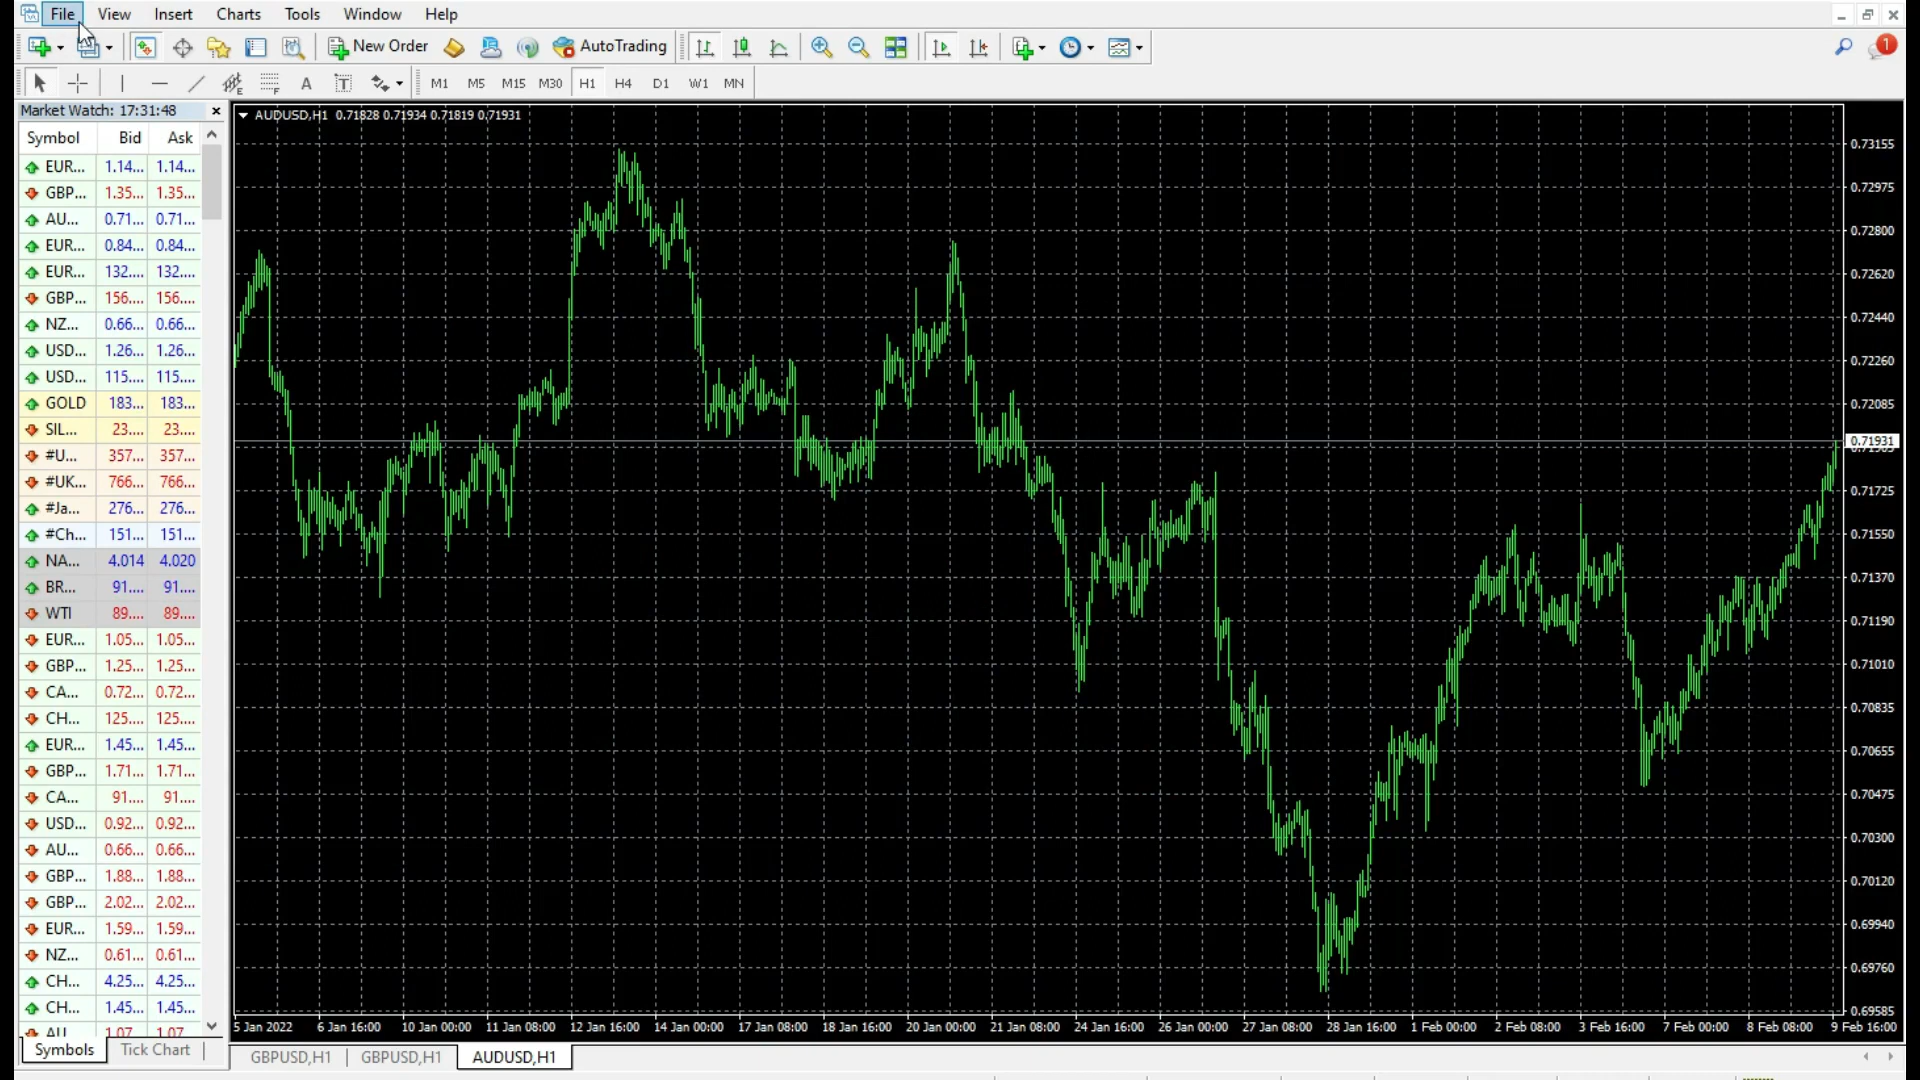 File View Insert Charts Tools Window Help
New Order AutoTrading 1
E F A T M1 M5 M15 M30 H1 H4 D1 W1 MN
Market Watch: 17:31:48
AUDUSD,H1 0.71828 0.71934 0.71819 0.71931
Symbol Bid Ask
EUR... 1.14... 1.14...
GBP... 1.35... 1.35...
AU... 0.71... 0.71...
EUR... 0.84... 0.84...
EUR... 132.... 132....
GBP... 156.... 156....
NZ... 0.66... 0.66...
USD... 1.26... 1.26...
USD... 115.... 115....
GOLD 183... 183...
SIL... 23.... 23....
#U... 357... 357...
#UK... 766... 766...
#Ja... 276... 276...
#Ch... 151... 151...
NA... 4.014 4.020
BR... 91.... 91....
WTI 89.... 89....
EUR... 1.05... 1.05...
GBP... 1.25... 1.25...
CA... 0.72... 0.72...
CH... 125.... 125....
EUR... 1.45... 1.45...
GBP... 1.71... 1.71...
CA... 91.... 91....
USD... 0.92... 0.92...
AU... 0.66... 0.66...
GBP... 1.88... 1.88...
GBP... 2.02... 2.02...
EUR... 1.59... 1.59...
NZ... 0.61... 0.61...
CH... 4.25... 4.25...
CH... 1.45... 1.45...
AU 1.07 1.07
Symbols Tick Chart
0.73155
0.72975
0.72800
0.72620
0.72440
0.72260
0.72085
0.71931
0.71725
0.71550
0.71370
0.71190
0.71010
0.70835
0.70655
0.70475
0.70300
0.70120
0.69940
0.69760
0.69585
5 Jan 2022 6 Jan 16:00 10 Jan 00:00 11 Jan 08:00 12 Jan 16:00 14 Jan 00:00 17 Jan 08:00 18 Jan 16:00 20 Jan 00:00 21 Jan 08:00 24 Jan 16:00 26 Jan 00:00 27 Jan 08:00 28 Jan 16:00 1 Feb 00:00 2 Feb 08:00 3 Feb 16:00 7 Feb 00:00 8 Feb 08:00 9 Feb 16:00
GBPUSD,H1 GBPUSD,H1 AUDUSD,H1